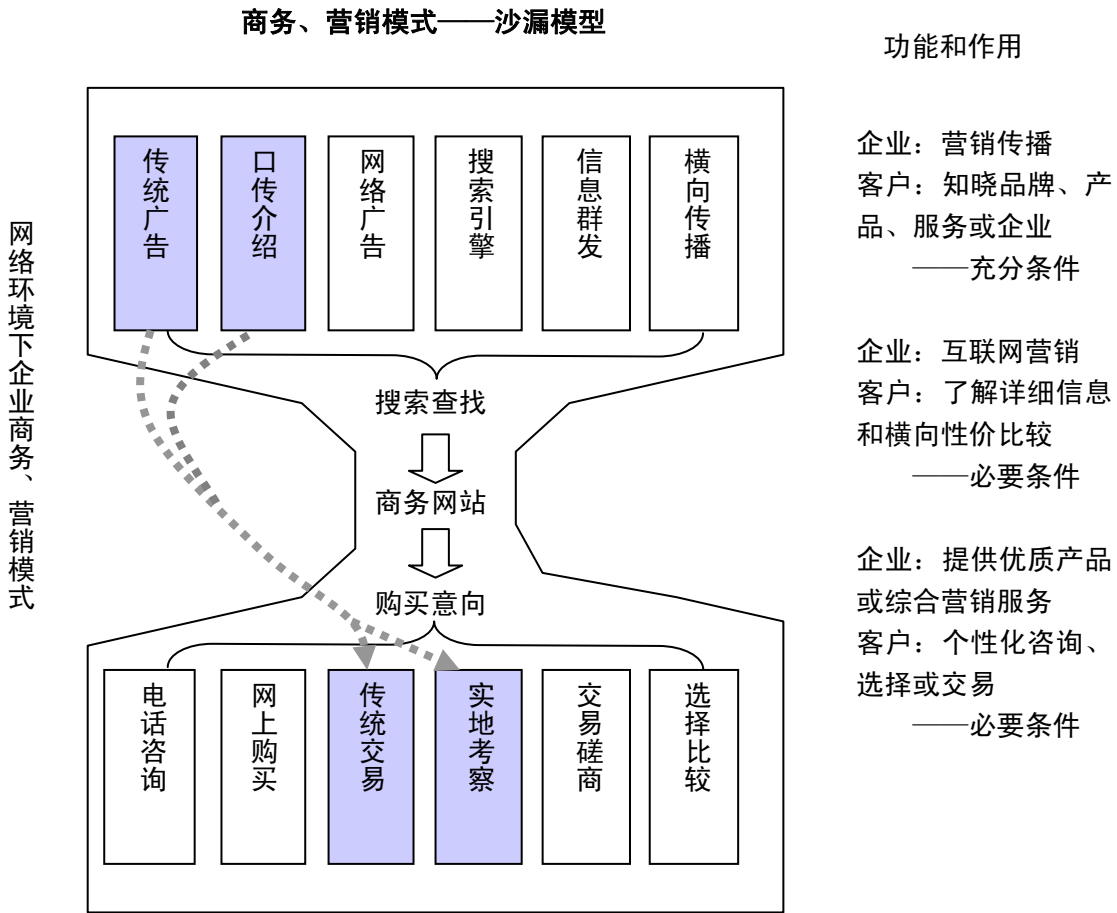 商务、营销模式——沙漏模型
功能和作用
网络环境下企业商务、营销模式
传统广告
口传介绍
网络广告
搜索引擎
信息群发
横向传播
搜索查找
商务网站
购买意向
电话咨询
网上购买
传统交易
实地考察
交易磋商
选择比较
企业：营销传播
客户：知晓品牌、产
品、服务或企业
——充分条件
企业：互联网营销
客户：了解详细信息
和横向性价比较
——必要条件
企业：提供优质产品
或综合营销服务
客户：个性化咨询、
选择或交易
——必要条件